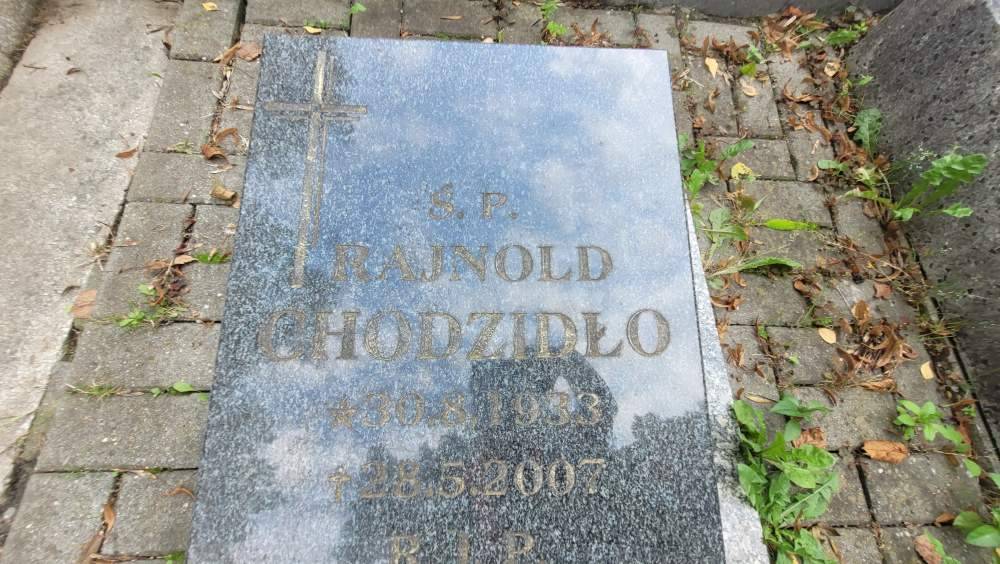 Ś. P.
RAJNOLD
CHODZIDŁO
★30.8.1933
✝28.5.2007
R. I. P.